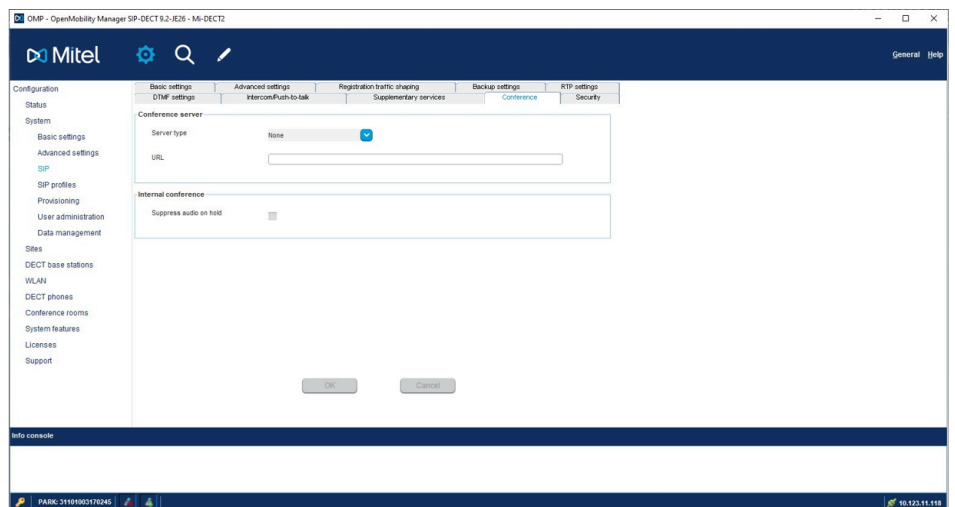 OMP - OpenMobility Manager SIP-DECT 9.2-JE26 - Mi-DECT2
Mitel
General Help
Configuration
Status
System
Basic settings
Advanced settings
SIP
SIP profiles
Provisioning
User administration
Data management
Sites
DECT base stations
WLAN
DECT phones
Conference rooms
System features
Licenses
Support
Basic settings Advanced settings Registration traffic shaping Backup settings RTP settings
DTMF settings Intercom/Push-to-talk Supplementary services Conference Security
Conference server
Server type None
URL
Internal conference
Suppress audio on hold
OK Cancel
Info console
PARK: 31101003170245
10.123.11.118